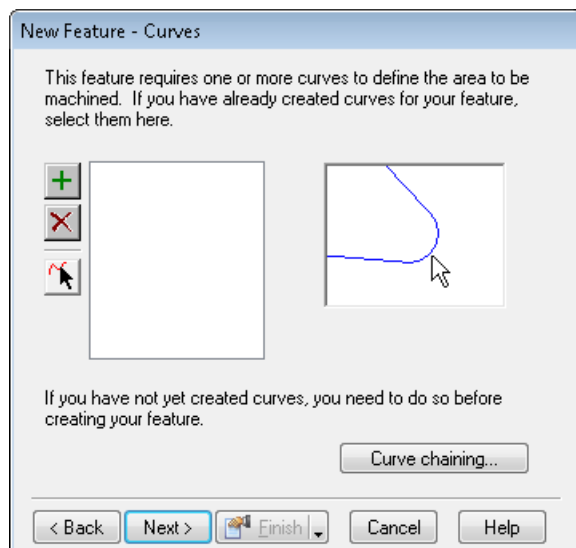 New Feature - Curves
This feature requires one or more curves to define the area to be
machined.  If you have already created curves for your feature,
select them here.
If you have not yet created curves, you need to do so before
creating your feature.
Curve chaining...
< Back Next > Finish Cancel Help